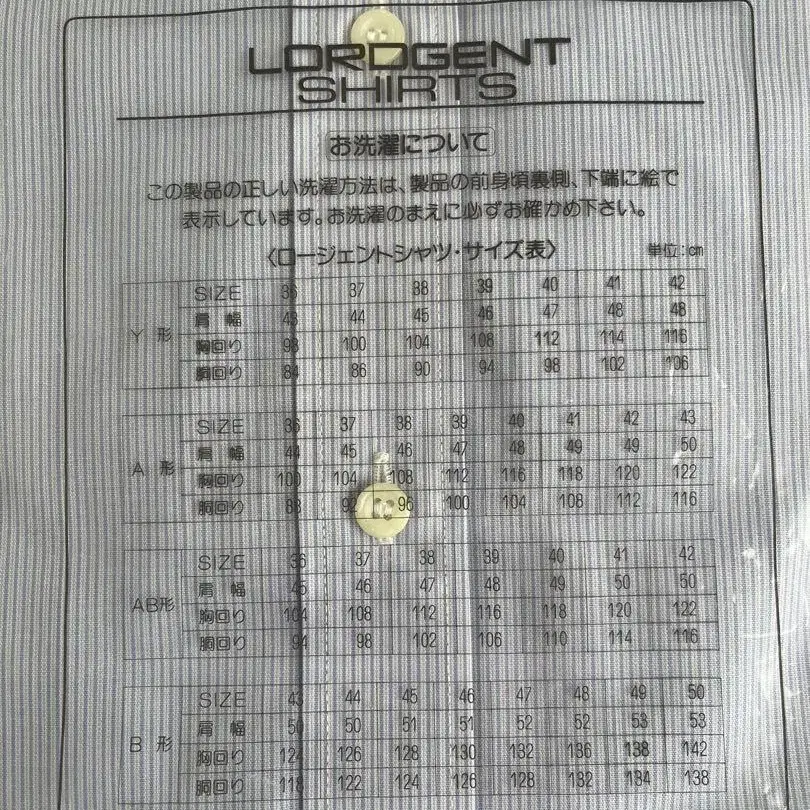 LORDGENT
SHIRTS
お洗濯について
この製品の正しい洗濯方法は、製品の前身頃裏側、下端に絵で
表示しています。お洗濯のまえに必ずお確かめ下さい。
〈ロージェントシャツ・サイズ表〉 単位:cm
Y形
SIZE 36 37 38 39 40 41 42
肩幅 43 44 45 46 47 48 48
胸回り 98 100 104 108 112 114 116
胴回り 84 86 90 94 98 102 106
A形
SIZE 36 37 38 39 40 41 42 43
肩幅 44 45 46 47 48 49 49 50
胸回り 100 104 108 112 116 118 120 122
胴回り 88 92 96 100 104 108 112 116
AB形
SIZE 36 37 38 39 40 41 42
肩幅 45 46 47 48 49 50 50
胸回り 104 108 112 116 118 120 122
胴回り 94 98 102 106 110 114 116
B形
SIZE 43 44 45 46 47 48 49 50
肩幅 50 50 51 51 52 52 53 53
胸回り 124 126 128 130 132 136 138 142
胴回り 118 122 124 126 128 132 134 138